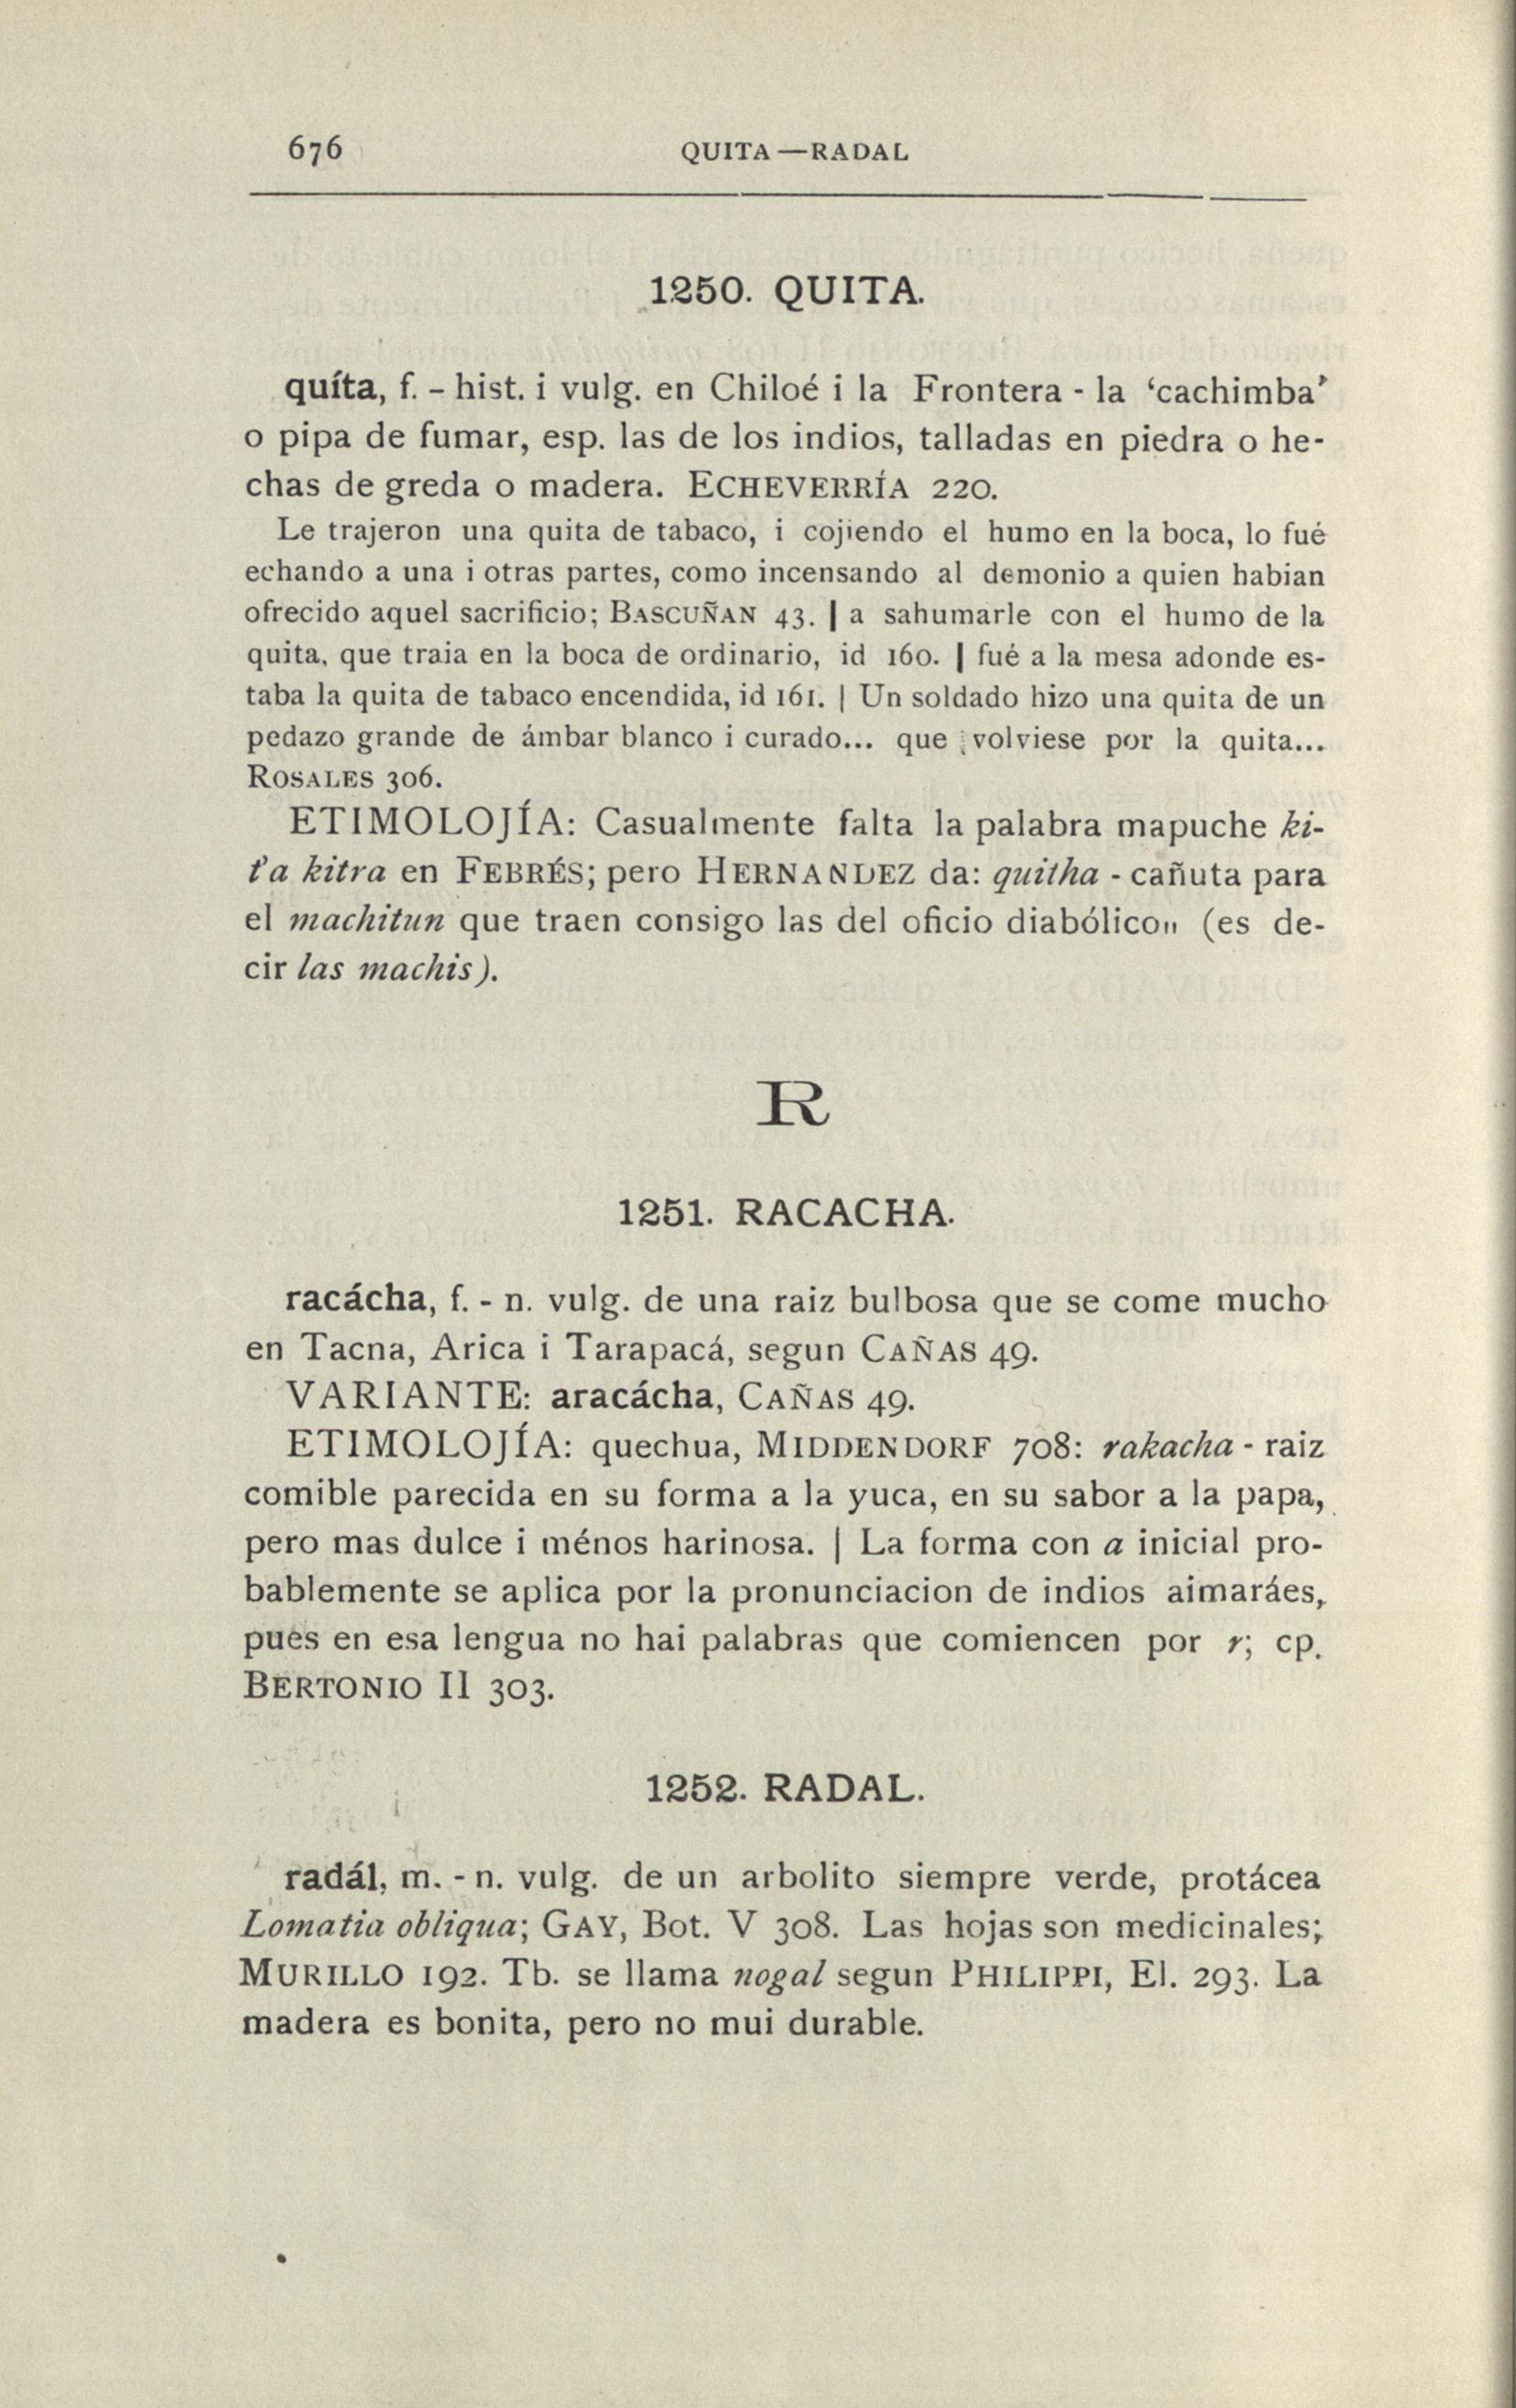 676 QUITA—RADAL
1250. QUITA.
quíta, f. - hist. i vulg. en Chiloé i la Frontera - la ‘cachimba’
o pipa de fumar, esp. las de los indios, talladas en piedra o he-
chas de greda o madera. ECHEVERRÍA 220.
Le trajeron una quita de tabaco, i cojiendo el humo en la boca, lo fué
echando a una i otras partes, como incensando al demonio a quien habian
ofrecido aquel sacrificio; BASCUÑAN 43. | a sahumarle con el humo de la
quita, que traia en la boca de ordinario, id 160. | fué a la mesa adonde es-
taba la quita de tabaco encendida, id 161. | Un soldado hizo una quita de un
pedazo grande de ámbar blanco i curado... que volviese por la quita...
ROSALES 306.
ETIMOLOJÍA: Casualmente falta la palabra mapuche ki-
t'a kitra en FEBRÉS; pero HERNANDEZ da: quitha - cañuta para
el machitun que traen consigo las del oficio diabólico„ (es de-
cir las machis).
R
1251. RACACHA.
racácha, f. - n. vulg. de una raiz bulbosa que se come mucho
en Tacna, Arica i Tarapacá, segun CAÑAS 49.
VARIANTE: aracácha, CAÑAS 49.
ETIMOLOJÍA: quechua, MIDDENDORF 708: rakacha - raiz
comible parecida en su forma a la yuca, en su sabor a la papa,
pero mas dulce i ménos harinosa. | La forma con a inicial pro-
bablemente se aplica por la pronunciacion de indios aimaráes,
pues en esa lengua no hai palabras que comiencen por r; cp.
BERTONIO II 303.
1252. RADAL.
radál, m. - n. vulg. de un arbolito siempre verde, protácea
Lomatia obliqua; GAY, Bot. V 308. Las hojas son medicinales;
MURILLO 192. Tb. se llama nogal segun PHILIPPI, El. 293. La
madera es bonita, pero no mui durable.